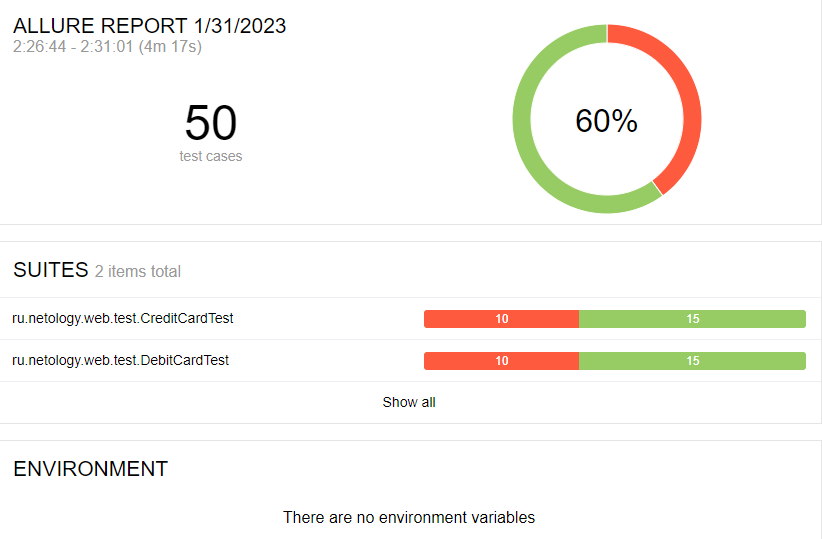 ALLURE REPORT 1/31/2023
2:26:44 - 2:31:01 (4m 17s)
50
test cases
60%
SUITES 2 items total
ru.netology.web.test.CreditCardTest 10 15
ru.netology.web.test.DebitCardTest 10 15
Show all
ENVIRONMENT
There are no environment variables